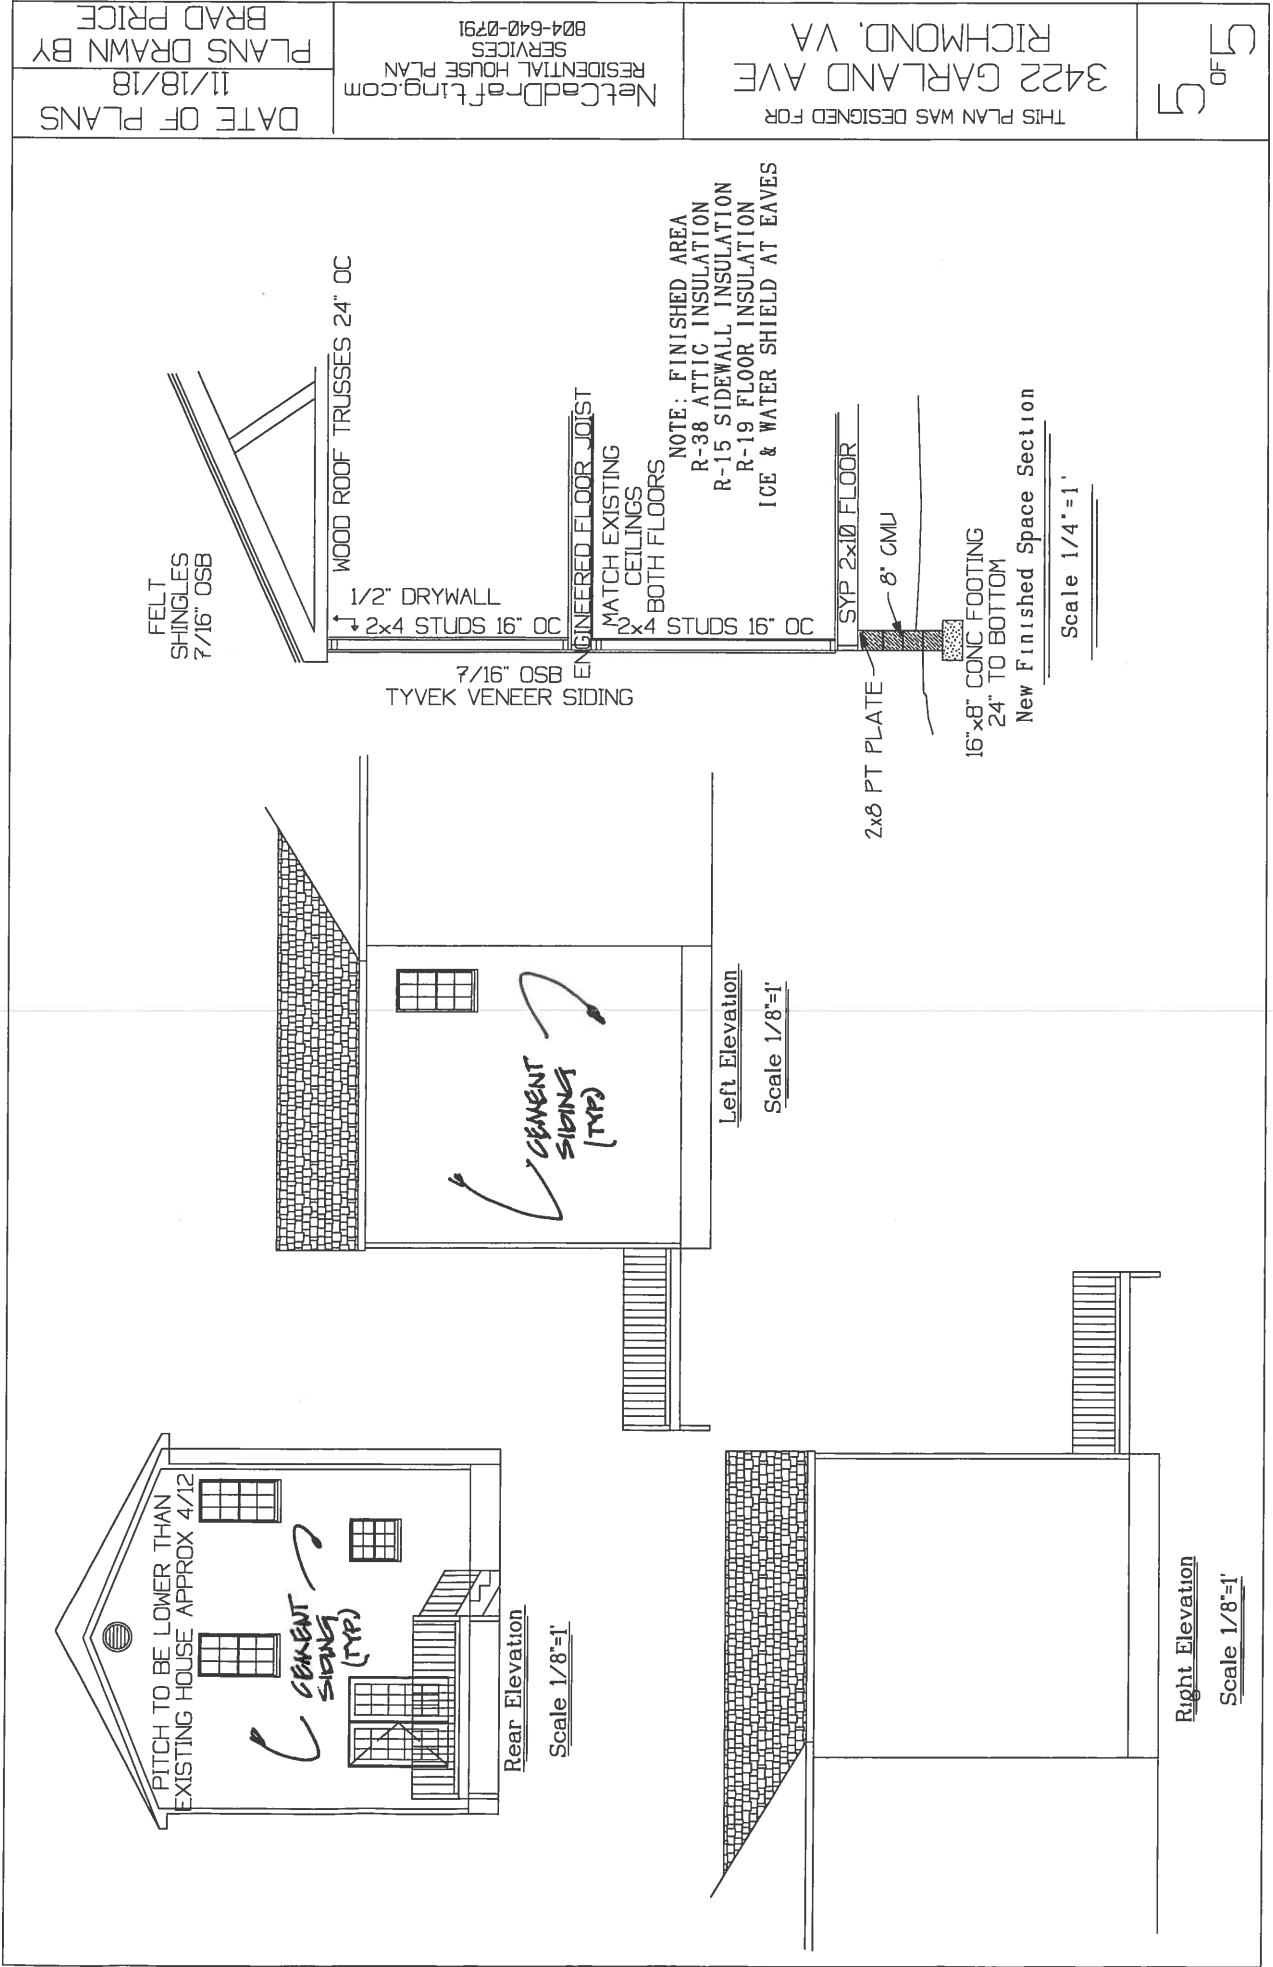 PITCH TO BE LOWER THAN
EXISTING HOUSE APPROX 4/12
CEMENT
SIDING
(TYP.)
Rear Elevation
Scale 1/8"=1'
CEMENT
SIDING
(TYP.)
Left Elevation
Scale 1/8"=1'
Right Elevation
Scale 1/8"=1'
FELT
SHINGLES
7/16" OSB
WOOD ROOF TRUSSES 24" OC
1/2" DRYWALL
2x4 STUDS 16" OC
7/16" OSB
TYVEK VENEER SIDING
ENGINEERED FLOOR JOIST
MATCH EXISTING
CEILINGS
BOTH FLOORS
2x4 STUDS 16" OC
NOTE: FINISHED AREA
R-38 ATTIC INSULATION
R-15 SIDEWALL INSULATION
R-19 FLOOR INSULATION
ICE & WATER SHIELD AT EAVES
SYP 2x10 FLOOR
8" CMU
2x8 PT PLATE
16"x8" CONC FOOTING
24" TO BOTTOM
New Finished Space Section
Scale 1/4"=1'
5 OF 5
THIS PLAN WAS DESIGNED FOR
3422 GARLAND AVE
RICHMOND, VA
NetCadDrafting.com
RESIDENTIAL HOUSE PLAN
SERVICES
804-640-0791
DATE OF PLANS
11/18/18
PLANS DRAWN BY
BRAD PRICE